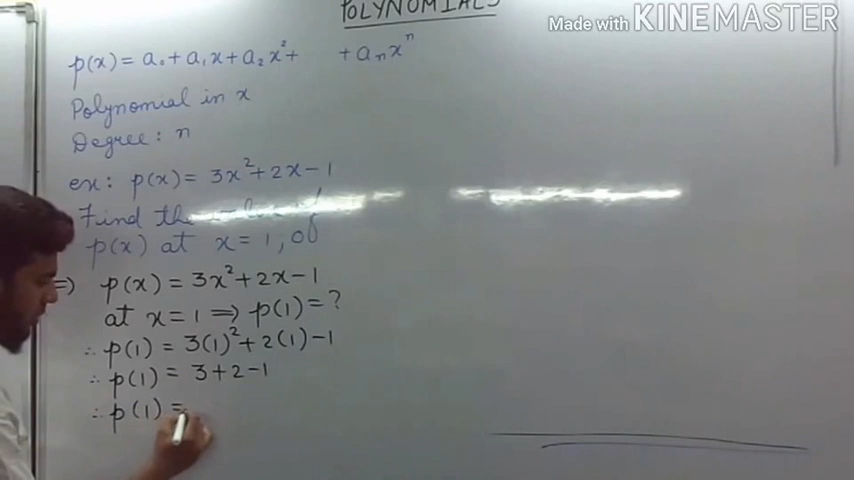 POLYNOMIALS
Made with KINEMASTER
p(x) = a₀ + a₁x + a₂x² + + aₙxⁿ
Polynomial in x
Degree : n
ex: p(x) = 3x² + 2x - 1
Find the of
p(x) at x = 1, 0
⇒ p(x) = 3x² + 2x - 1
at x = 1 ⇒ p(1) = ?
∴ p(1) = 3(1)² + 2(1) - 1
∴ p(1) = 3 + 2 - 1
∴ p(1) =